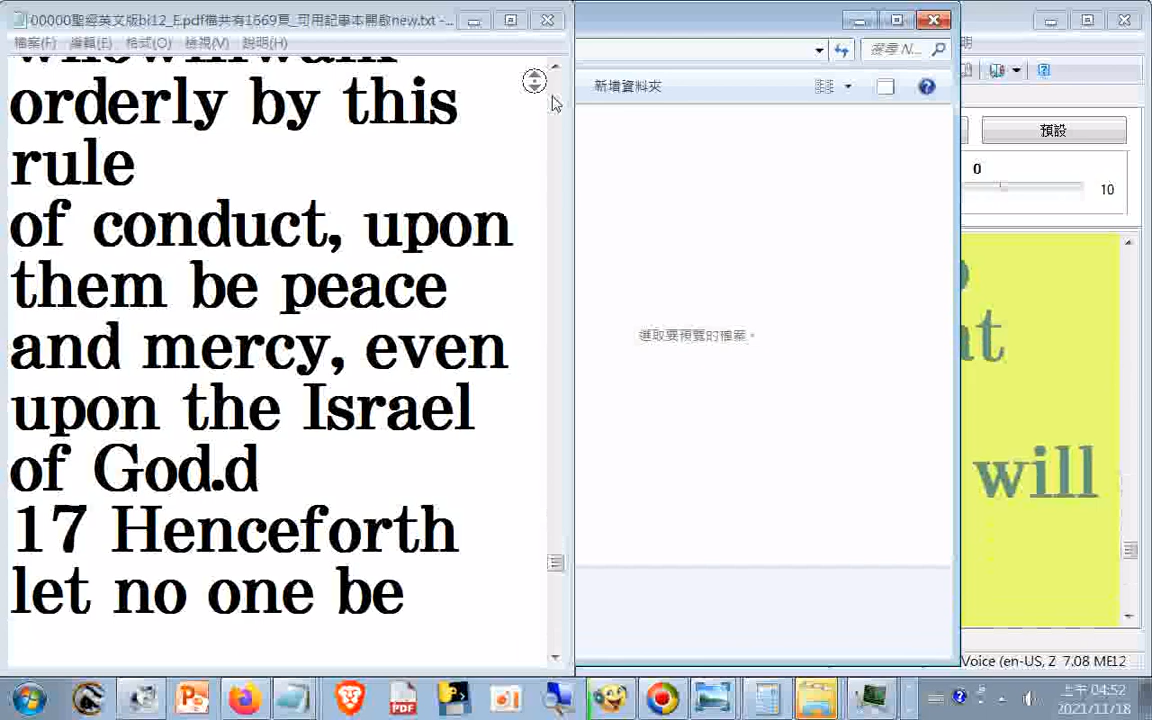 00000聖經英文版bi12_E.pdf檔共有1669頁_可用記事本開啟new.txt - ...
檔案(F) 編輯(E) 格式(O) 檢視(V) 說明(H)
orderly by this
rule
of conduct, upon
them be peace
and mercy, even
upon the Israel
of God.d
17 Henceforth
let no one be
搜尋 N...
新增資料夾
選取要預覽的檔案。
明
預設
0
10
will
Voice (en-US, Z 7.08 ME12
上午 04:52
2021/11/18
PDF